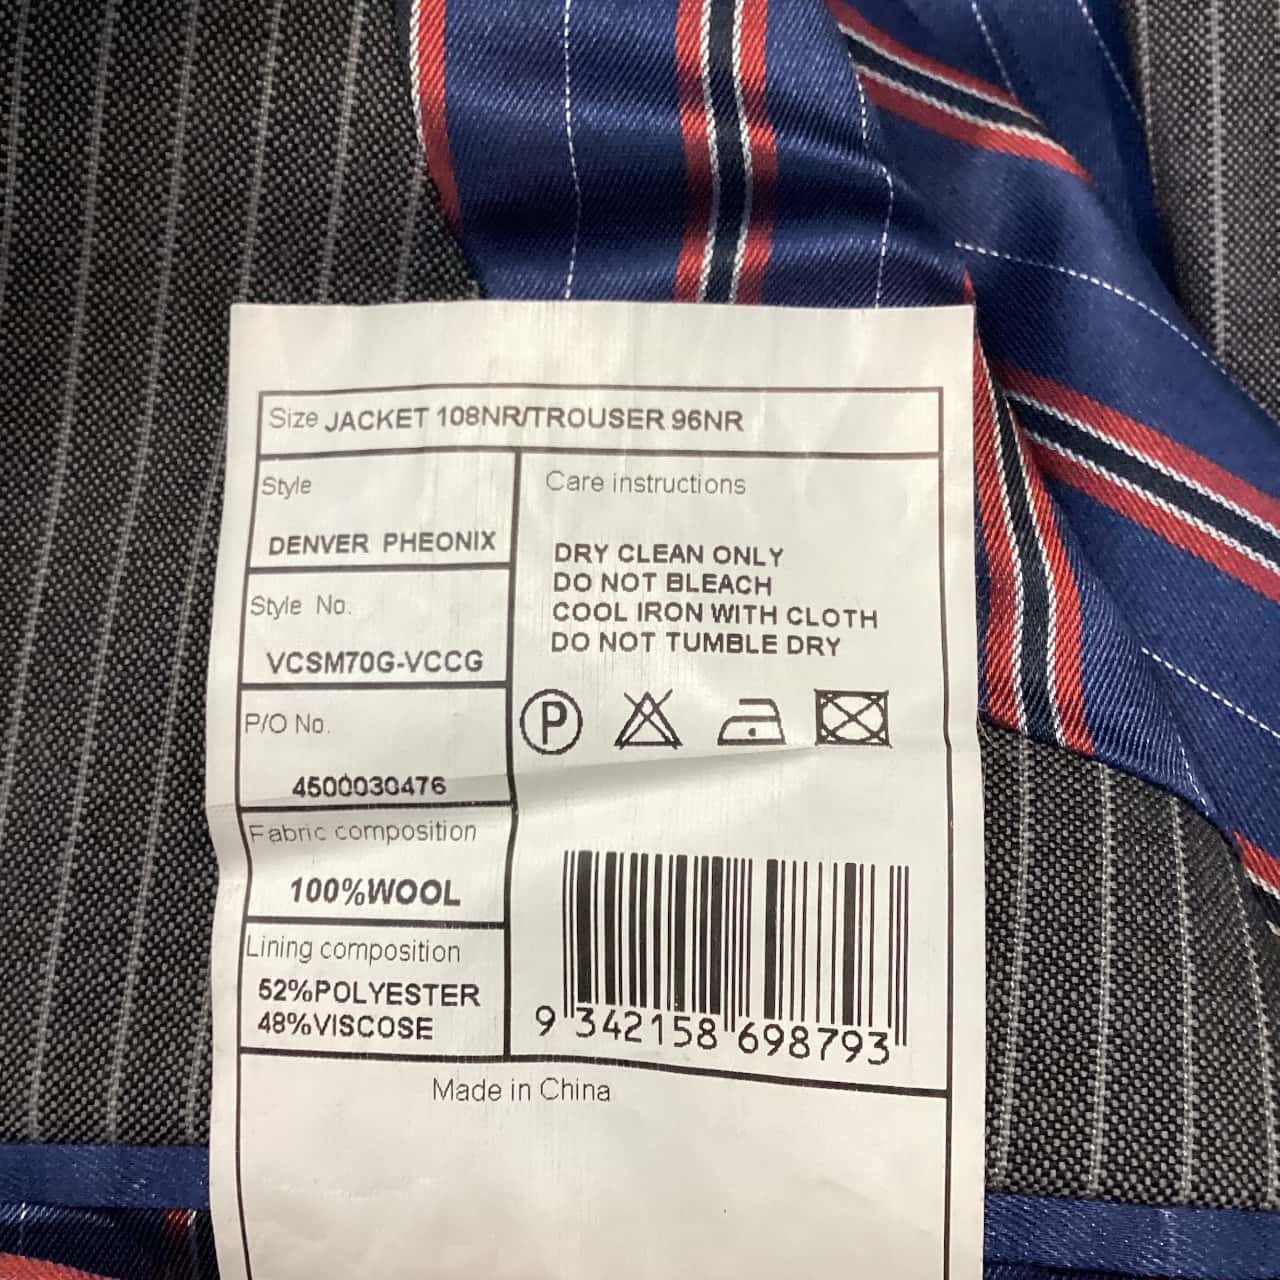 Size JACKET 108NR/TROUSER 96NR
Style
DENVER PHEONIX
Style No.
VCSM70G-VCCG
P/O No.
4500030476
Fabric composition
100%WOOL
Lining composition
52%POLYESTER
48%VISCOSE
Care instructions
DRY CLEAN ONLY
DO NOT BLEACH
COOL IRON WITH CLOTH
DO NOT TUMBLE DRY
P
9 342158 698793
Made in China